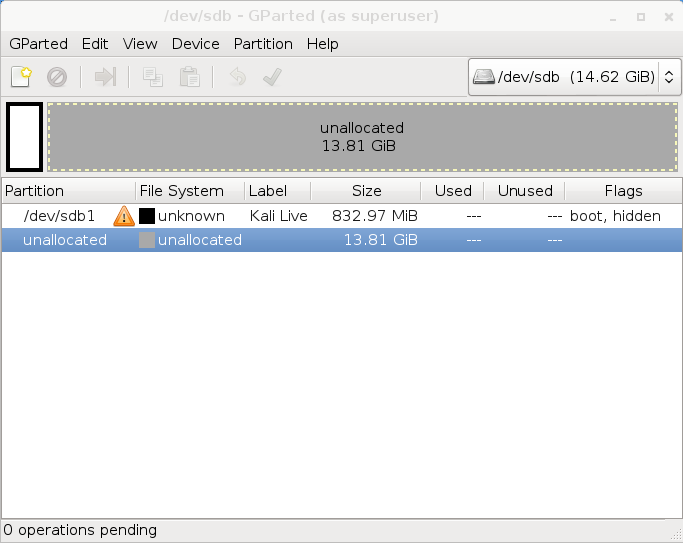 /dev/sdb - GParted (as superuser)
GParted Edit View Device Partition Help
/dev/sdb (14.62 GiB)
unallocated
13.81 GiB
Partition File System Label Size Used Unused Flags
/dev/sdb1 unknown Kali Live 832.97 MiB --- --- boot, hidden
unallocated unallocated 13.81 GiB --- ---
0 operations pending